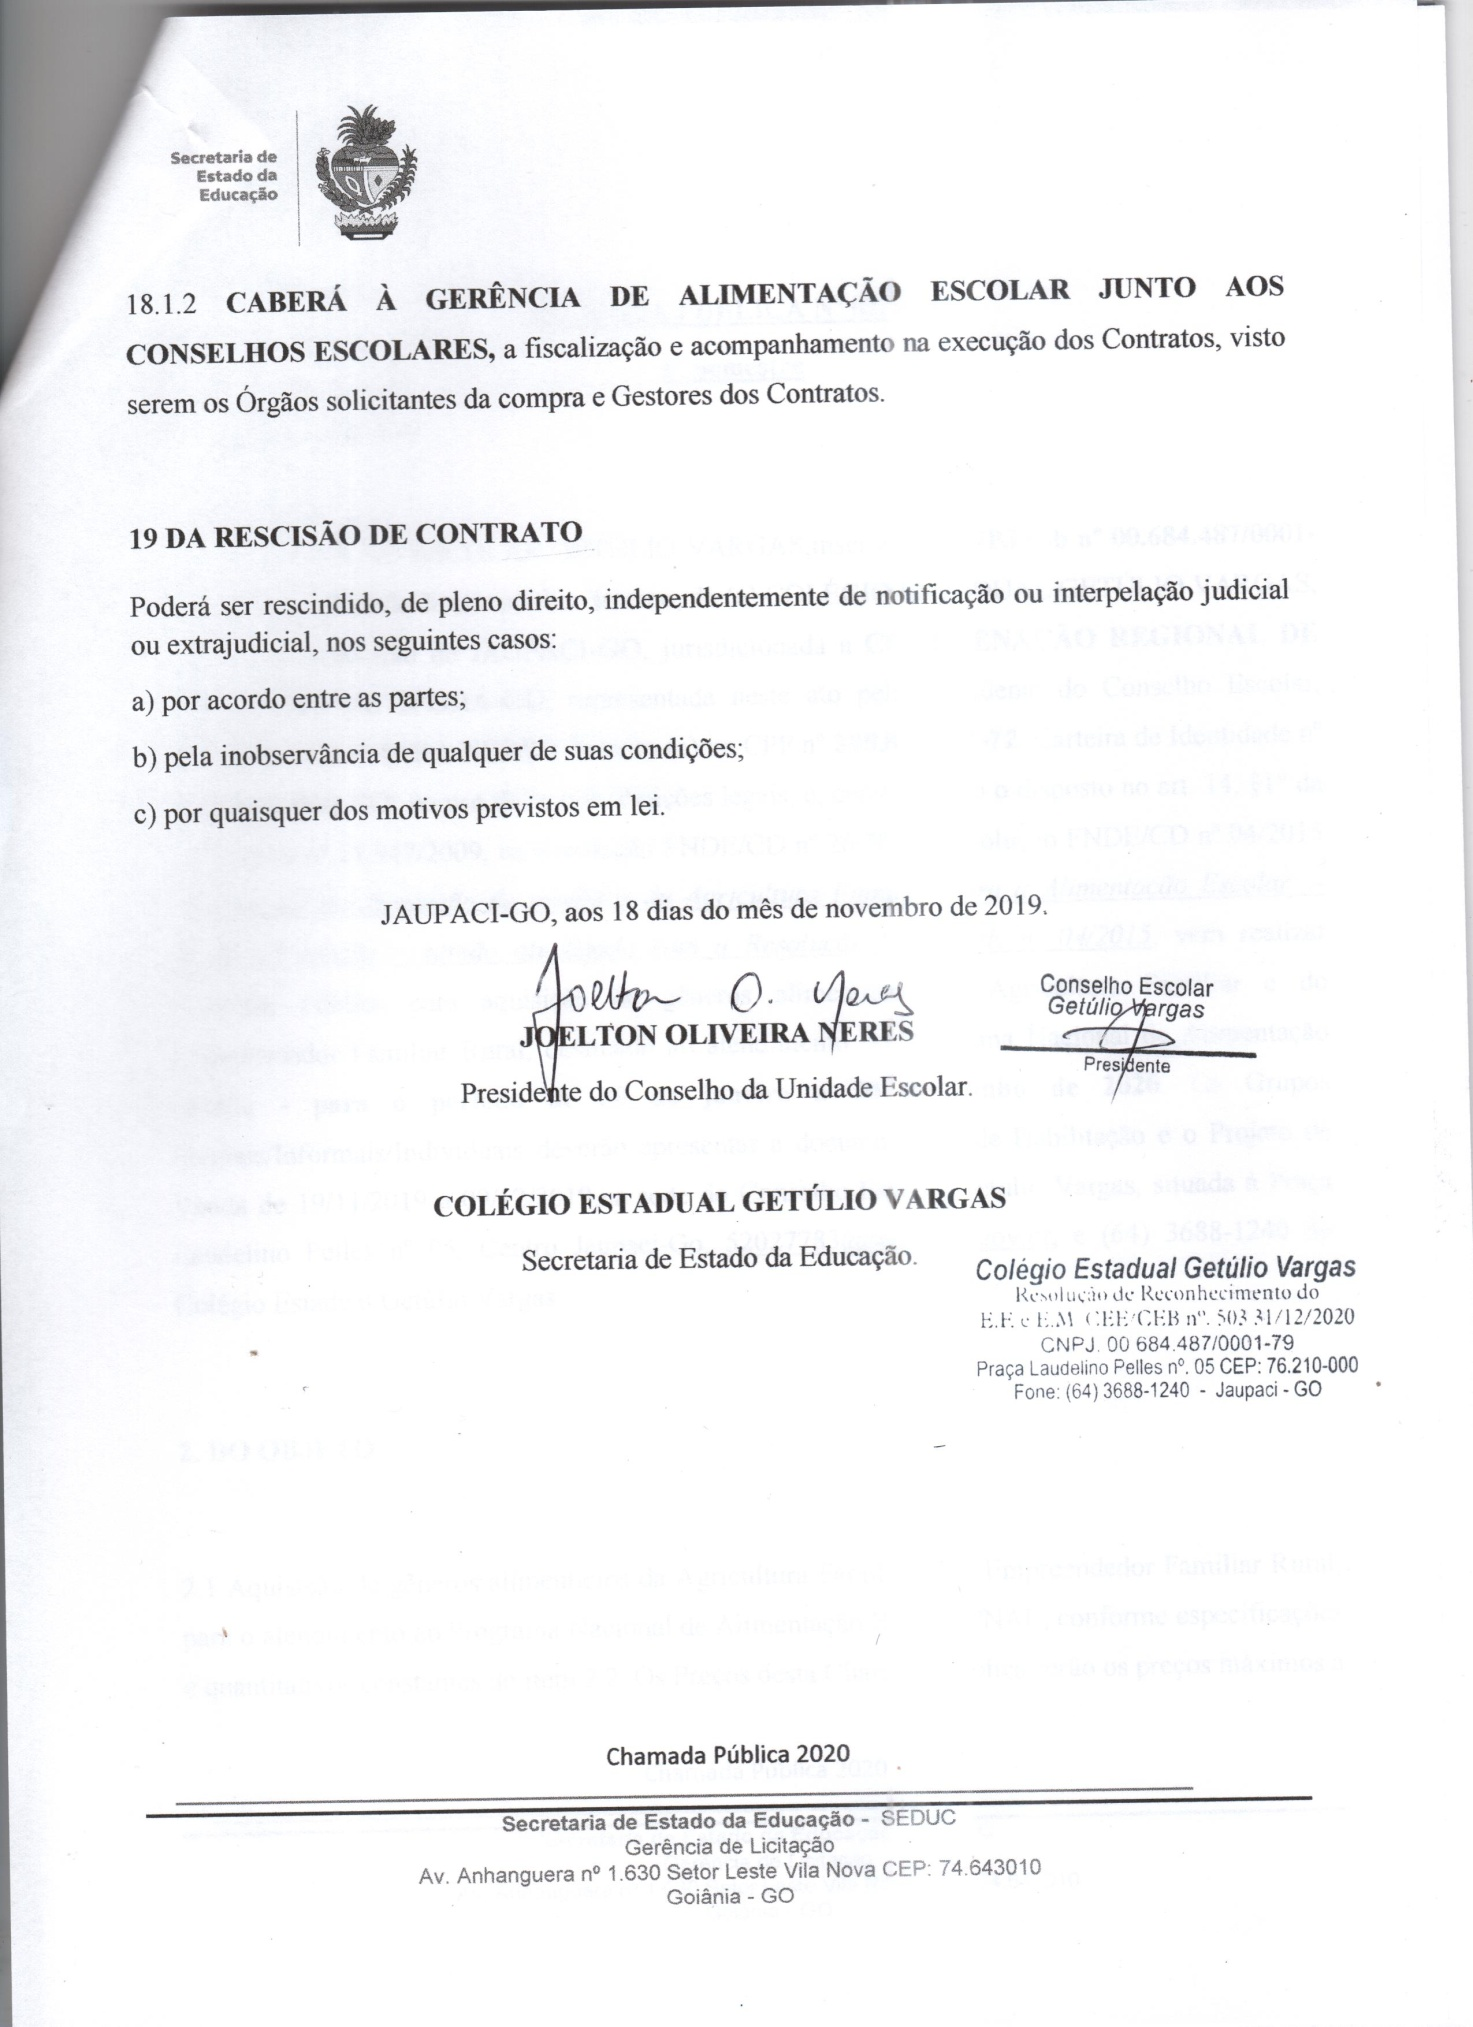 Secretaria de
Estado da
Educação
18.1.2 CABERÁ À GERÊNCIA DE ALIMENTAÇÃO ESCOLAR JUNTO AOS
CONSELHOS ESCOLARES, a fiscalização e acompanhamento na execução dos Contratos, visto
serem os Órgãos solicitantes da compra e Gestores dos Contratos.
19 DA RESCISÃO DE CONTRATO
Poderá ser rescindido, de pleno direito, independentemente de notificação ou interpelação judicial
ou extrajudicial, nos seguintes casos:
a) por acordo entre as partes;
b) pela inobservância de qualquer de suas condições;
c) por quaisquer dos motivos previstos em lei.
JAUPACI-GO, aos 18 dias do mês de novembro de 2019.
Joelton O. Neres
JOELTON OLIVEIRA NERES
Presidente do Conselho da Unidade Escolar.
Conselho Escolar
Getúlio Vargas
Presidente
COLÉGIO ESTADUAL GETÚLIO VARGAS
Secretaria de Estado da Educação.
Colégio Estadual Getúlio Vargas
Resolução de Reconhecimento do
E.F. e E.M CEE/CEB nº. 503 31/12/2020
CNPJ. 00 684.487/0001-79
Praça Laudelino Pelles nº. 05 CEP: 76.210-000
Fone: (64) 3688-1240 - Jaupaci - GO
Chamada Pública 2020
Secretaria de Estado da Educação - SEDUC
Gerência de Licitação
Av. Anhanguera nº 1.630 Setor Leste Vila Nova CEP: 74.643010
Goiânia - GO